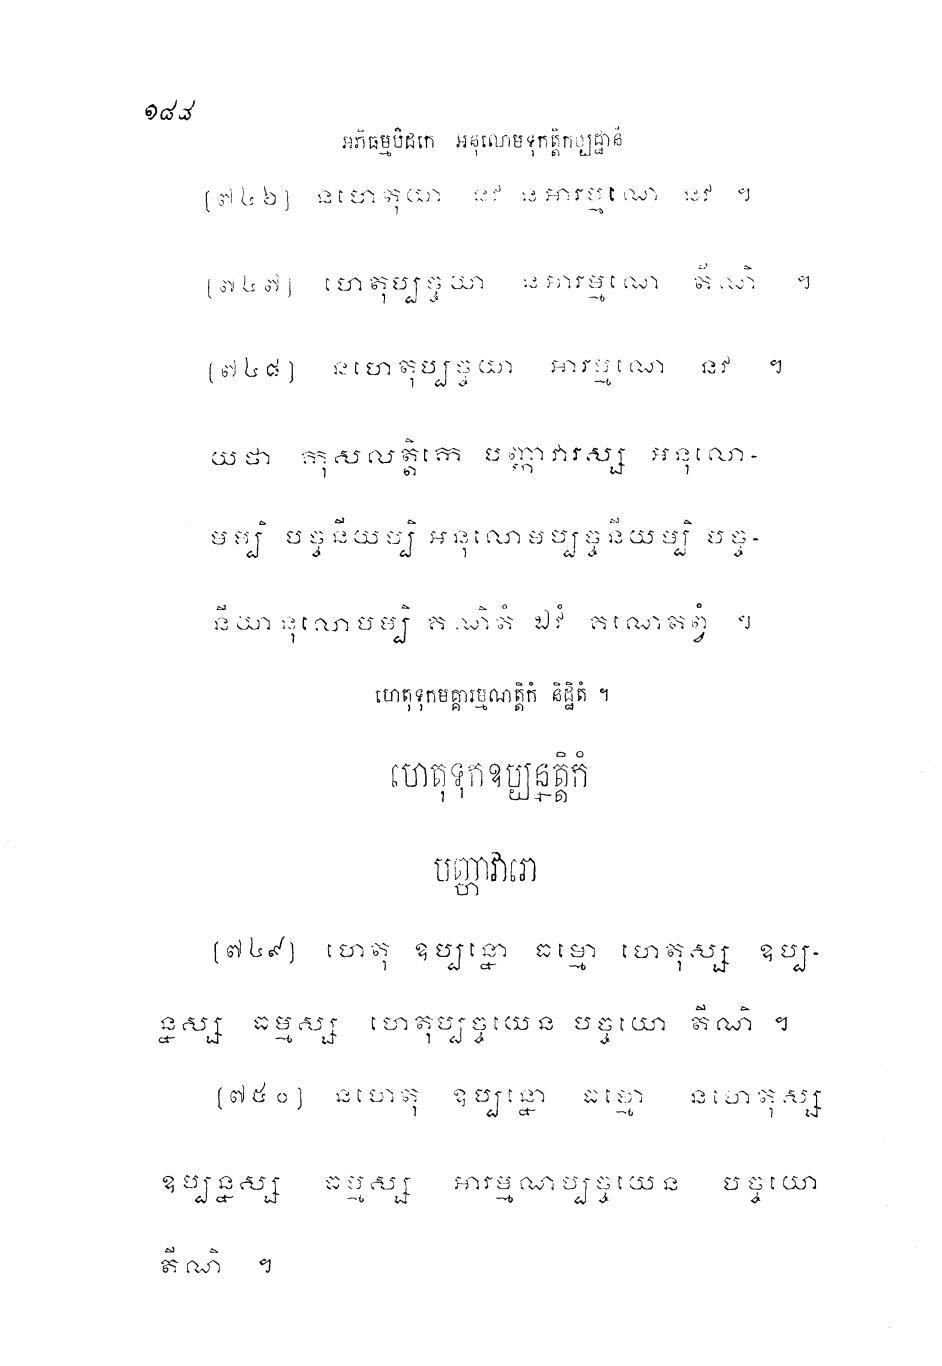 ១៨៨
អភិធម្មបិដកេ អនុលោមទុកត្តិកប្បដ្ឋានំ
[៧៤៦] នហេតុយា នវ នអារម្មណេ នវ ។
[៧៤៧] ហេតុប្បច្ចយា នអារម្មណេ តីណិ ។
[៧៤៨] នហេតុប្បច្ចយា អារម្មណេ នវ ។
យថា កុសលត្តិកេ បញ្ហាវារស្ស អនុលោ-
មម្បិ បច្ចនីយម្បិ អនុលោមប្បច្ចនីយម្បិ បច្ច-
នីយានុលោមម្បិ គណិតំ ឯវំ គណេតព្វំ ។
ហេតុទុកមគ្គារម្មណត្តិកំ និដ្ឋិតំ ។
ហេតុទុកឧប្បន្នត្តិកំ
បញ្ហាវារោ
[៧៤៩] ហេតុ ឧប្បន្នោ ធម្មោ ហេតុស្ស ឧប្ប-
ន្នស្ស ធម្មស្ស ហេតុប្បច្ចយេន បច្ចយោ តីណិ ។
[៧៥០] នហេតុ ឧប្បន្នោ ធម្មោ នហេតុស្ស
ឧប្បន្នស្ស ធម្មស្ស អារម្មណប្បច្ចយេន បច្ចយោ
តីណិ ។